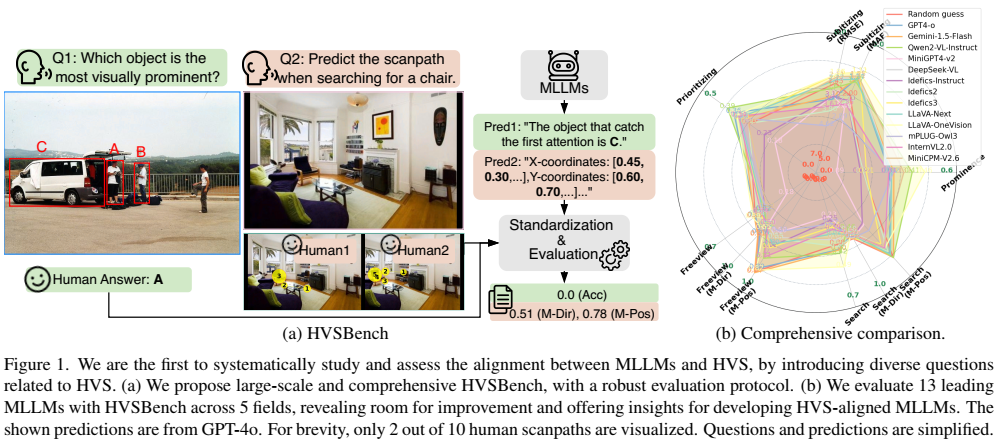 Q1: Which object is the
most visually prominent?
Q2: Predict the scanpath
when searching for a chair.
C
A
B
Human Answer: A
Human1
Human2
3
2
1
2
1
MLLMs
Pred1: "The object that catch
the first attention is C."
Pred2: "X-coordinates: [0.45,
0.30,...],Y-coordinates: [0.60,
0.70,...]..."
Standardization
&
Evaluation
0.0 (Acc)
0.51 (M-Dir), 0.78 (M-Pos)
(a) HVSBench
Subitizing
(RMSE)
Subitizing
Prioritizing
0.5
0.6
Freeview
(M-Dir)
Freeview
(M-Pos)
0.7
Search
1.0
Search
(M-Dir)
Search
(M-Pos)
Random guess
GPT4-o
Gemini-1.5-Flash
Qwen2-VL-Instruct
MiniGPT4-v2
DeepSeek-VL
Idefics-Instruct
Idefics2
Idefics3
LLaVA-Next
LLaVA-OneVision
mPLUG-Owl3
InternVL2.0
MiniCPM-V2.6
(b) Comprehensive comparison.
Figure 1. We are the first to systematically study and assess the alignment between MLLMs and HVS, by introducing diverse questions
related to HVS. (a) We propose large-scale and comprehensive HVSBench, with a robust evaluation protocol. (b) We evaluate 13 leading
MLLMs with HVSBench across 5 fields, revealing room for improvement and offering insights for developing HVS-aligned MLLMs. The
shown predictions are from GPT-4o. For brevity, only 2 out of 10 human scanpaths are visualized. Questions and predictions are simplified.